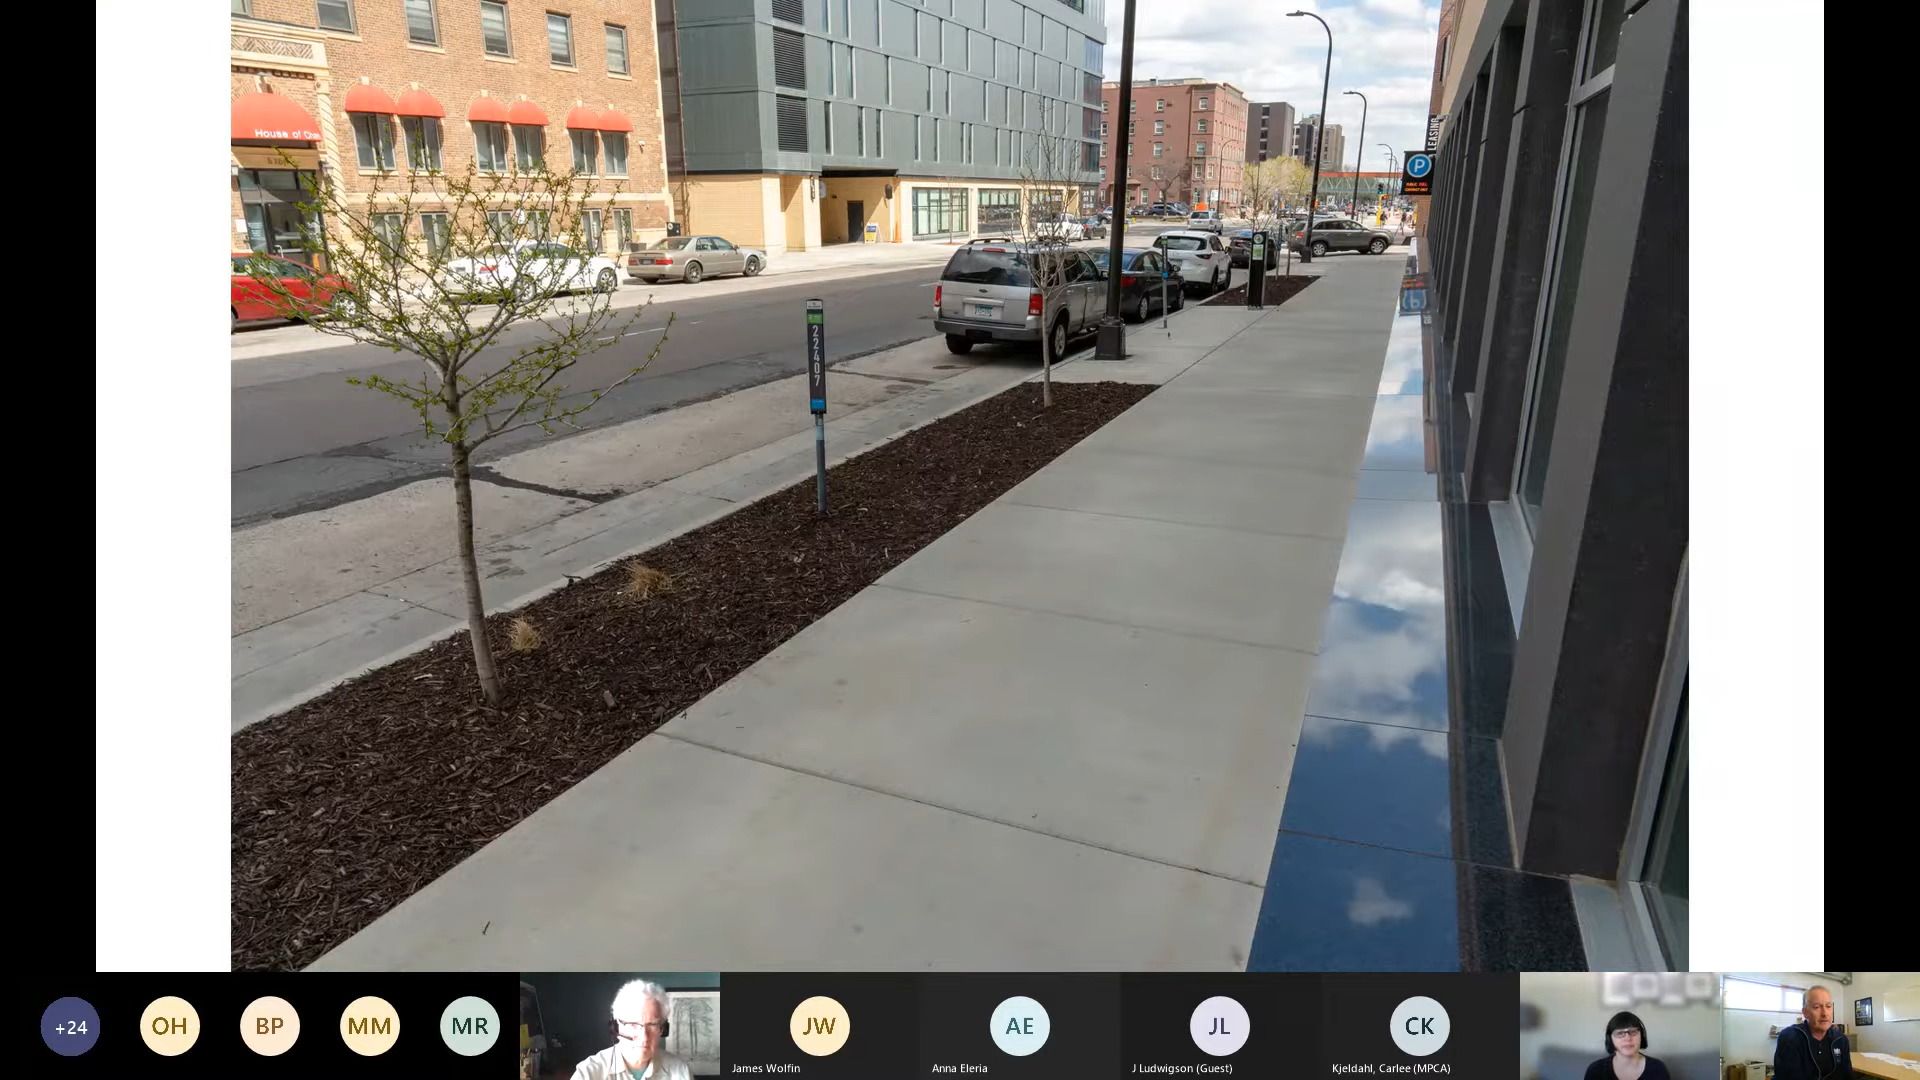 House of Char
LEASING
P
22407
+24
OH
BP
MM
MR
JW
AE
JL
CK
James Wolfin
Anna Eleria
J Ludwigson (Guest)
Kjeldahl, Carlee (MPCA)